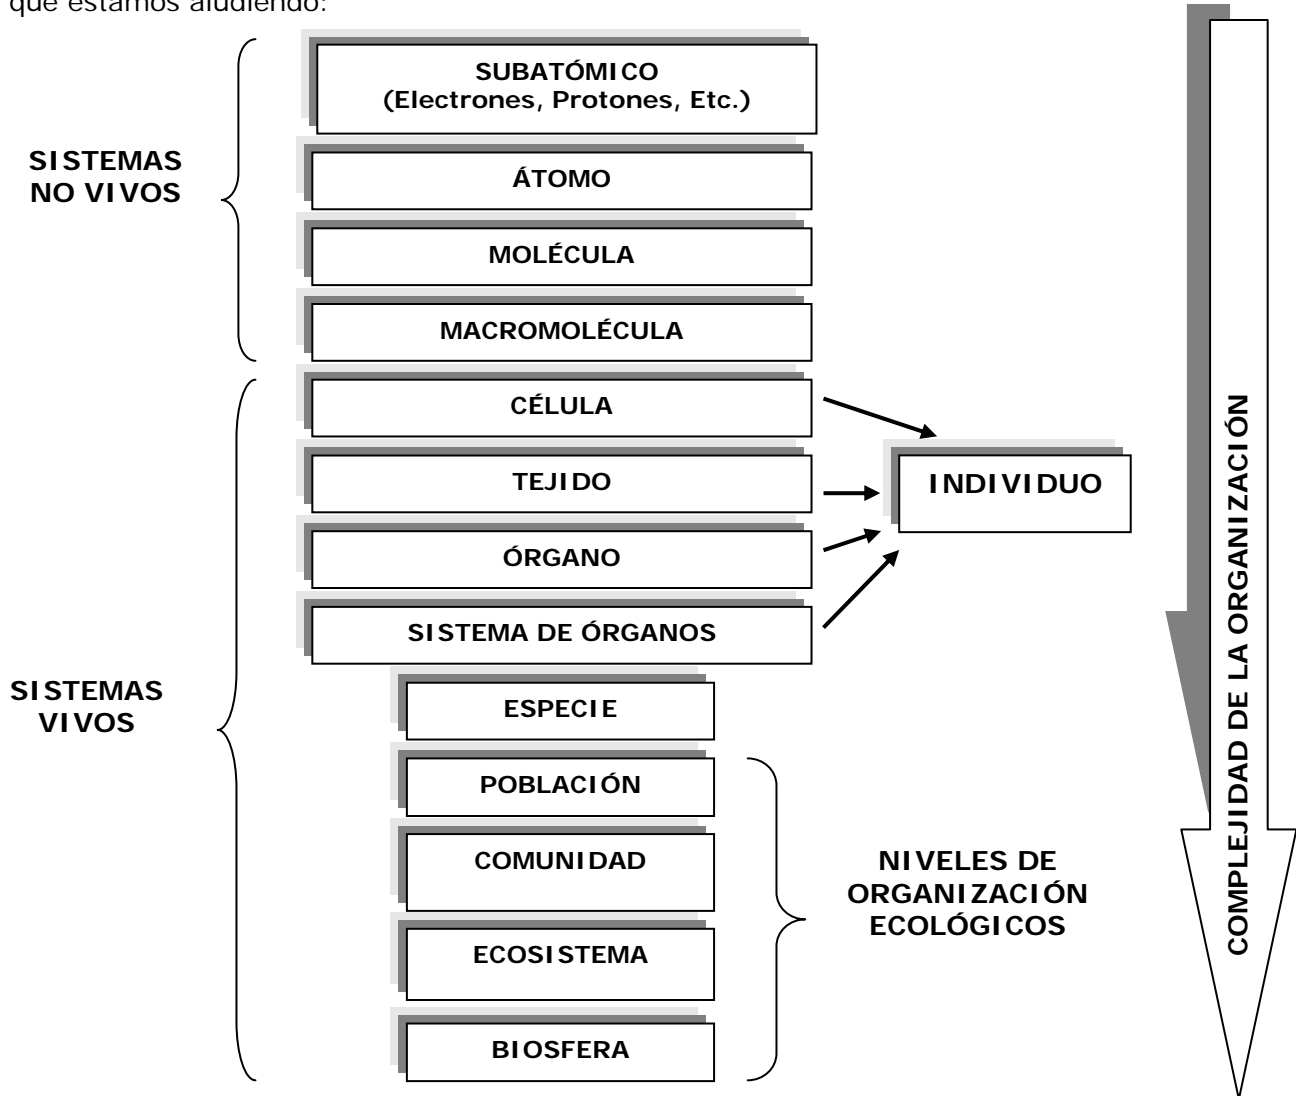 que estamos aludiendo:
SUBATÓMICO
(Electrones, Protones, Etc.)
SISTEMAS
NO VIVOS
ÁTOMO
MOLÉCULA
MACROMOLÉCULA
CÉLULA
TEJIDO
INDIVIDUO
ÓRGANO
SISTEMA DE ÓRGANOS
SISTEMAS
VIVOS
ESPECIE
POBLACIÓN
COMUNIDAD
ECOSISTEMA
BIOSFERA
NIVELES DE
ORGANIZACIÓN
ECOLÓGICOS
COMPLEJIDAD DE LA ORGANIZACIÓN